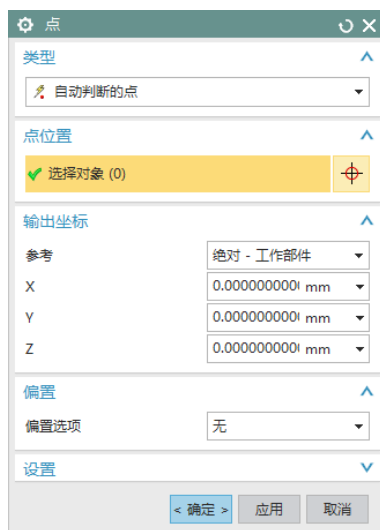 点
类型
自动判断的点
点位置
选择对象 (0)
输出坐标
参考 绝对 - 工作部件
X 0.000000000 mm
Y 0.000000000 mm
Z 0.000000000 mm
偏置
偏置选项 无
设置
< 确定 > 应用 取消